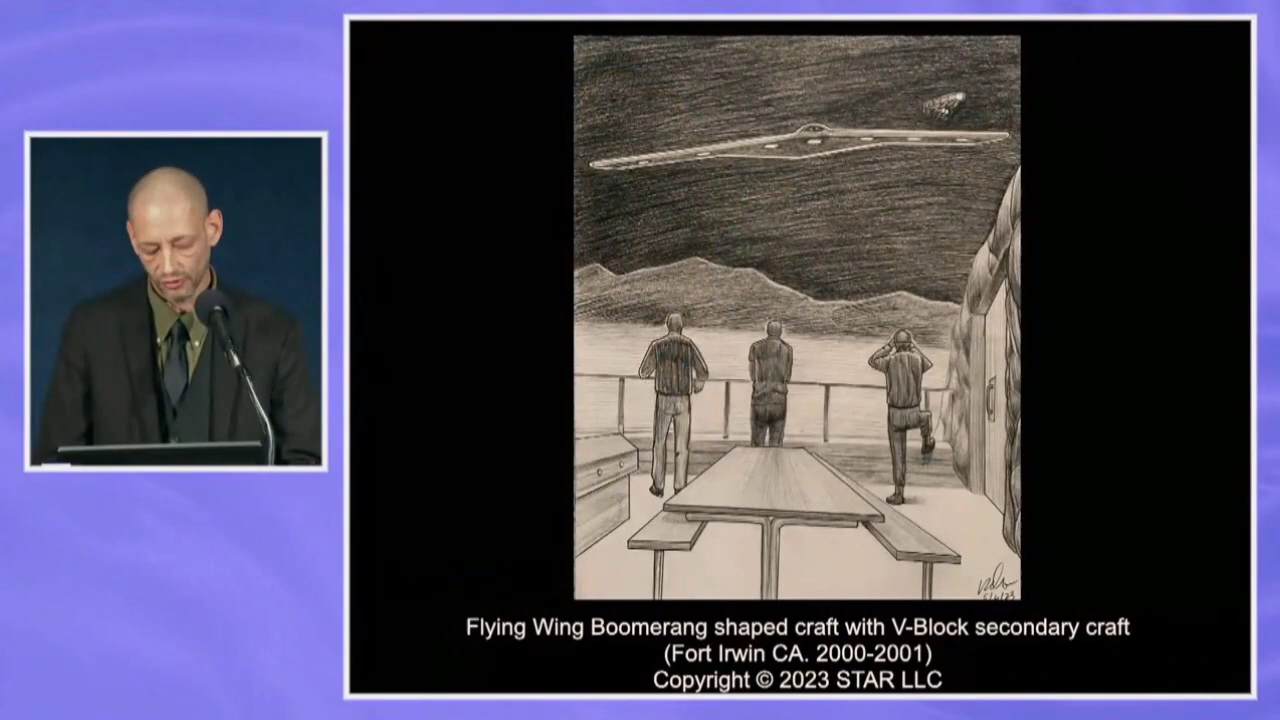 Flying Wing Boomerang shaped craft with V-Block secondary craft
(Fort Irwin CA. 2000-2001)
Copyright © 2023 STAR LLC